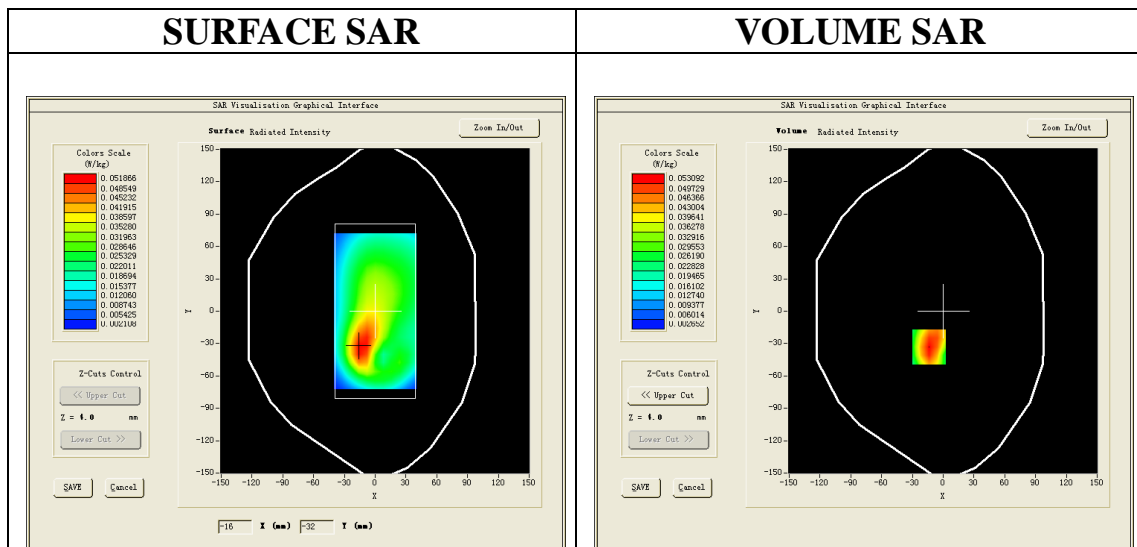 SURFACE SAR
VOLUME SAR
SAR Visualisation Graphical Interface
Surface Radiated Intensity
Zoom In/Out
Colors Scale
(W/kg)
0.051866
0.048549
0.045232
0.041915
0.038597
0.035280
0.031963
0.028646
0.025329
0.022011
0.018694
0.015377
0.012060
0.008743
0.005425
0.002108
150
120
90
60
30
0
-30
-60
-90
-120
-150
Y
-150 -120 -90 -60 -30 0 30 60 90 120 150
X
Z-Cuts Control
<< Upper Cut
Z = 4.0 mm
Lower Cut >>
SAVE Cancel
-16 X (mm) -32 Y (mm)
SAR Visualisation Graphical Interface
Volume Radiated Intensity
Zoom In/Out
Colors Scale
(W/kg)
0.053092
0.049729
0.046366
0.043004
0.039641
0.036278
0.032916
0.029553
0.026190
0.022828
0.019465
0.016102
0.012740
0.009377
0.006014
0.002652
150
120
90
60
30
0
-30
-60
-90
-120
-150
Y
-150 -120 -90 -60 -30 0 30 60 90 120 150
X
Z-Cuts Control
<< Upper Cut
Z = 4.0 mm
Lower Cut >>
SAVE Cancel